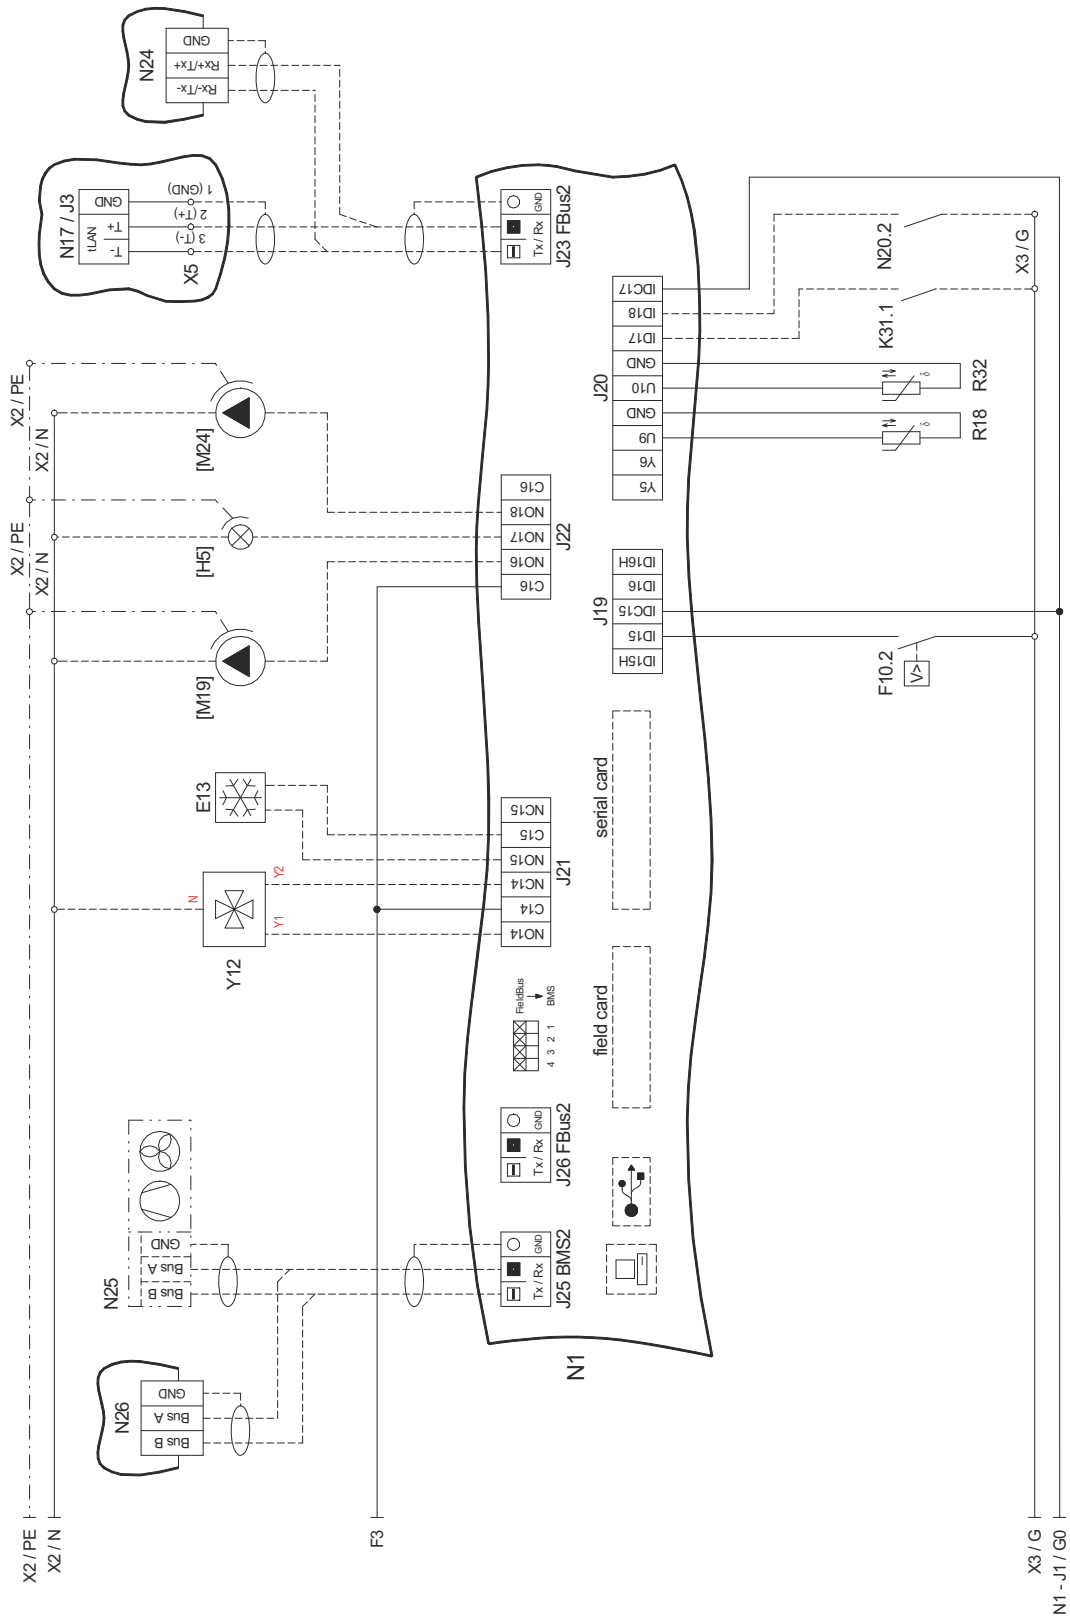 X2 / PE
X2 / N
F3
X3 / G
N1 - J1 / G0
N26
Bus B
Bus A
GND
N25
Bus B
Bus A
GND
N1
J25 BMS2
Tx / Rx
GND
J26 FBus2
Tx / Rx
GND
FieldBus
BMS
4 3 2 1
field card
serial card
Y12
N
Y1
Y2
E13
J21
NO14
C14
NC14
NO15
C15
NC15
[M19]
X2 / PE
X2 / N
[H5]
X2 / PE
X2 / N
[M24]
J22
C16
NO16
NO17
NO18
C16
J19
ID15H
ID15
IDC15
ID16
ID16H
F10.2
V>
J20
Y5
Y6
U9
GND
U10
GND
ID17
ID18
IDC17
R18
δ
R32
δ
K31.1
N20.2
X3 / G
J23 FBus2
Tx / Rx
GND
N17 / J3
tLAN
T-
T+
GND
X5
3 (T-)
2 (T+)
1 (GND)
N24
Rx-/Tx-
Rx+/Tx+
GND